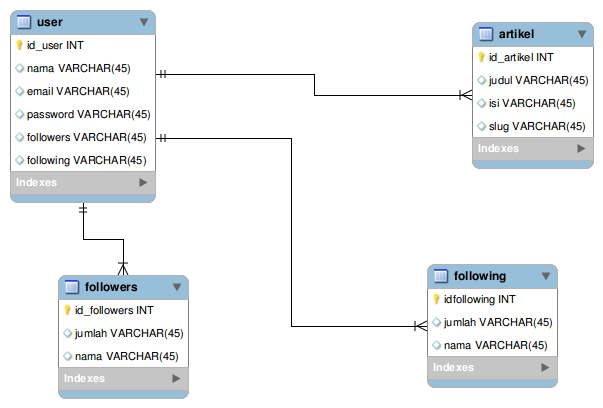 user
id_user INT
nama VARCHAR(45)
email VARCHAR(45)
password VARCHAR(45)
followers VARCHAR(45)
following VARCHAR(45)
Indexes
artikel
id_artikel INT
judul VARCHAR(45)
isi VARCHAR(45)
slug VARCHAR(45)
Indexes
followers
id_followers INT
jumlah VARCHAR(45)
nama VARCHAR(45)
Indexes
following
idfollowing INT
jumlah VARCHAR(45)
nama VARCHAR(45)
Indexes